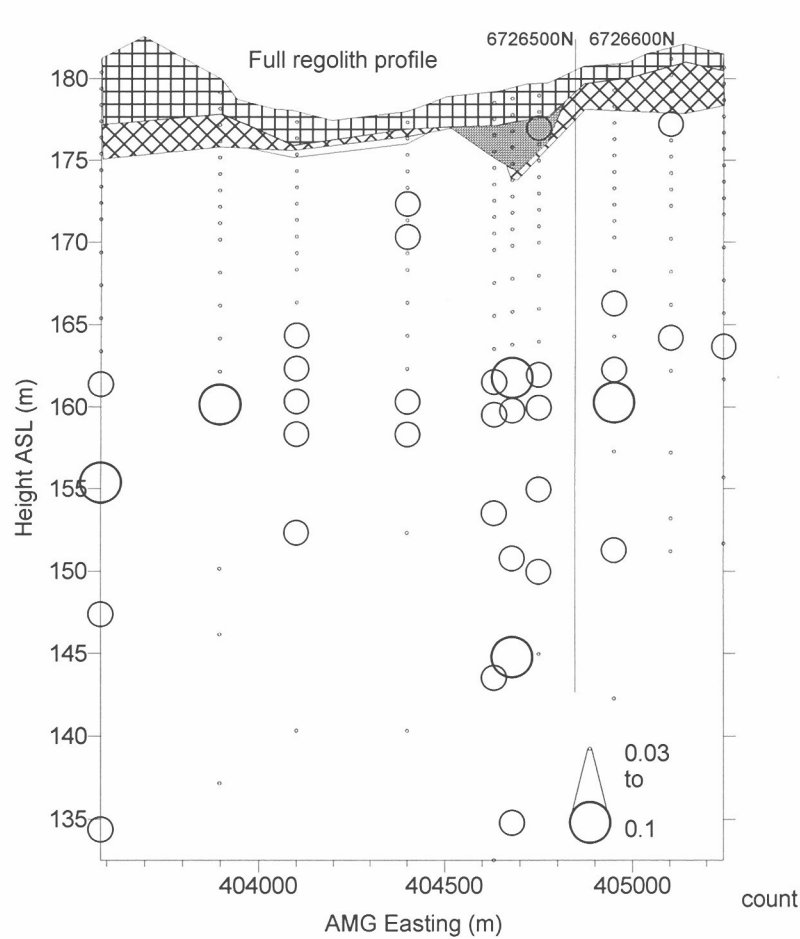 6726500N 6726600N
Full regolith profile
180
175
170
165
160
155
150
145
140
135
Height ASL (m)
0.03
to
0.1
404000 404500 405000
count
AMG Easting (m)